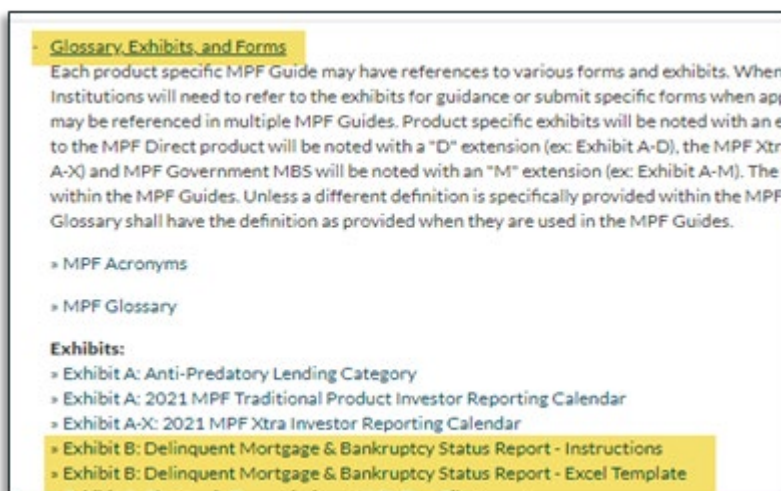 - Glossary, Exhibits, and Forms
Each product specific MPF Guide may have references to various forms and exhibits. When
Institutions will need to refer to the exhibits for guidance or submit specific forms when
may be referenced in multiple MPF Guides. Product specific exhibits will be noted with an
to the MPF Direct product will be noted with a "D" extension (ex: Exhibit A-D), the MPF
A-X) and MPF Government MBS will be noted with an "M" extension (ex: Exhibit A-M). The
within the MPF Guides. Unless a different definition is specifically provided within the MPF
Glossary shall have the definition as provided when they are used in the MPF Guides.
» MPF Acronyms
» MPF Glossary
Exhibits:
» Exhibit A: Anti-Predatory Lending Category
» Exhibit A: 2021 MPF Traditional Product Investor Reporting Calendar
» Exhibit A-X: 2021 MPF Xtra Investor Reporting Calendar
» Exhibit B: Delinquent Mortgage & Bankruptcy Status Report - Instructions
» Exhibit B: Delinquent Mortgage & Bankruptcy Status Report - Excel Template